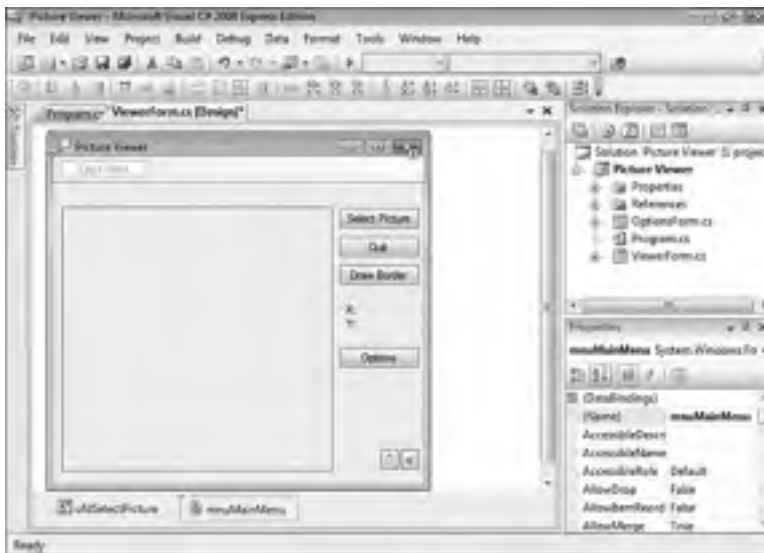 Picture Viewer - Microsoft Visual C# 2008 Express Edition
File Edit View Project Build Debug Data Format Tools Window Help
Program.cs ViewerForm.cs [Design]*
Picture Viewer
Type Here
Select Picture
Quit
Draw Border
X:
Y:
Options
^ v
ofdSelectPicture
mnuMainMenu
Solution Explorer - Solution ...
Solution 'Picture Viewer' (1 projec
Picture Viewer
Properties
References
OptionsForm.cs
Program.cs
ViewerForm.cs
Properties
mnuMainMenu System.Windows.Fo
(DataBindings)
(Name) mnuMainMenu
AccessibleDescri
AccessibleName
AccessibleRole Default
AllowDrop False
AllowItemReord False
AllowMerge True
Ready